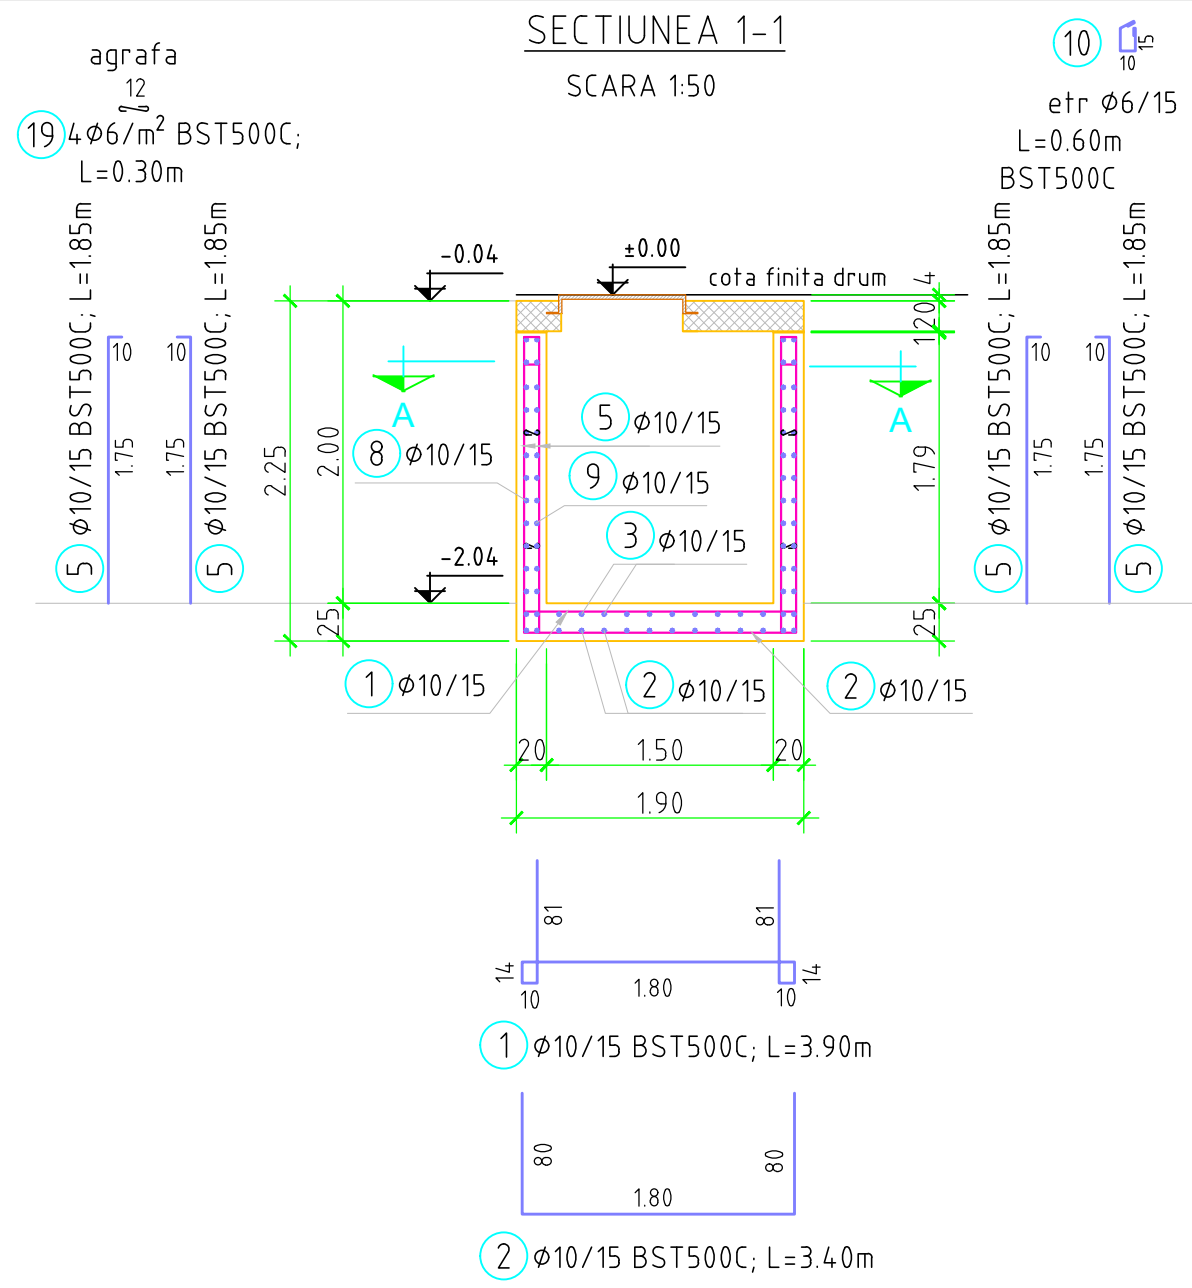 SECTIUNEA 1-1
SCARA 1:50
agrafa
12
19 4Φ6/m² BST500C;
L=0.30m
10
15
10
etr Φ6/15
L=0.60m
BST500C
5 Φ10/15 BST500C; L=1.85m
10
1.75
5 Φ10/15 BST500C; L=1.85m
10
1.75
5 Φ10/15 BST500C; L=1.85m
10
1.75
5 Φ10/15 BST500C; L=1.85m
10
1.75
-0.04
±0.00
cota finita drum
4
20
1
A
A
5 Φ10/15
8 Φ10/15
9 Φ10/15
3 Φ10/15
2.25
2.00
1.79
-2.04
25
25
1 Φ10/15
2 Φ10/15
2 Φ10/15
20
1.50
20
1.90
81
81
14
14
10
1.80
10
1 Φ10/15 BST500C; L=3.90m
80
80
1.80
2 Φ10/15 BST500C; L=3.40m